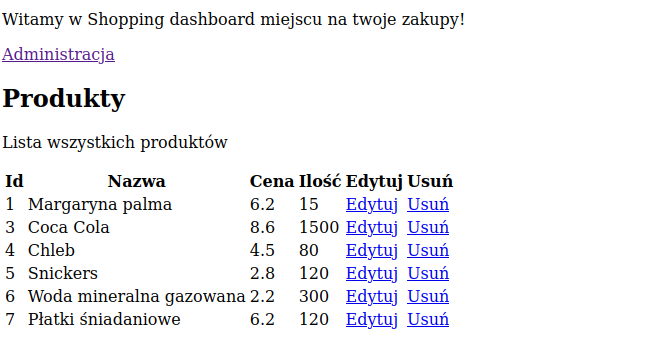 Witamy w Shopping dashboard miejscu na twoje zakupy!
Administracja
Produkty
Lista wszystkich produktów
Id Nazwa Cena Ilość Edytuj Usuń
1 Margaryna palma 6.2 15 Edytuj Usuń
3 Coca Cola 8.6 1500 Edytuj Usuń
4 Chleb 4.5 80 Edytuj Usuń
5 Snickers 2.8 120 Edytuj Usuń
6 Woda mineralna gazowana 2.2 300 Edytuj Usuń
7 Płatki śniadaniowe 6.2 120 Edytuj Usuń